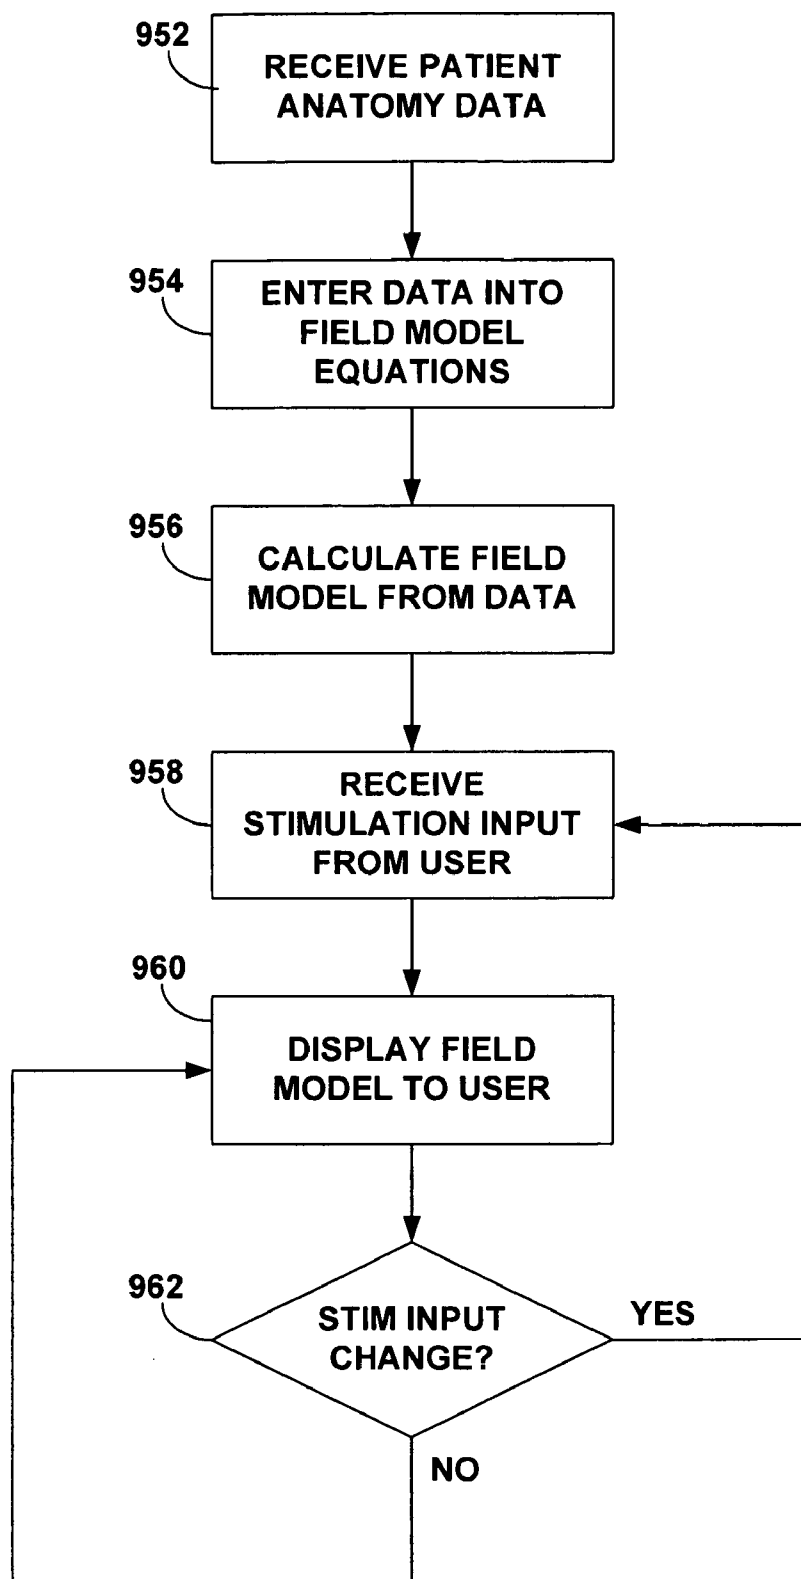 952
RECEIVE PATIENT
ANATOMY DATA
954
ENTER DATA INTO
FIELD MODEL
EQUATIONS
956
CALCULATE FIELD
MODEL FROM DATA
958
RECEIVE
STIMULATION INPUT
FROM USER
960
DISPLAY FIELD
MODEL TO USER
962
STIM INPUT
CHANGE?
YES
NO